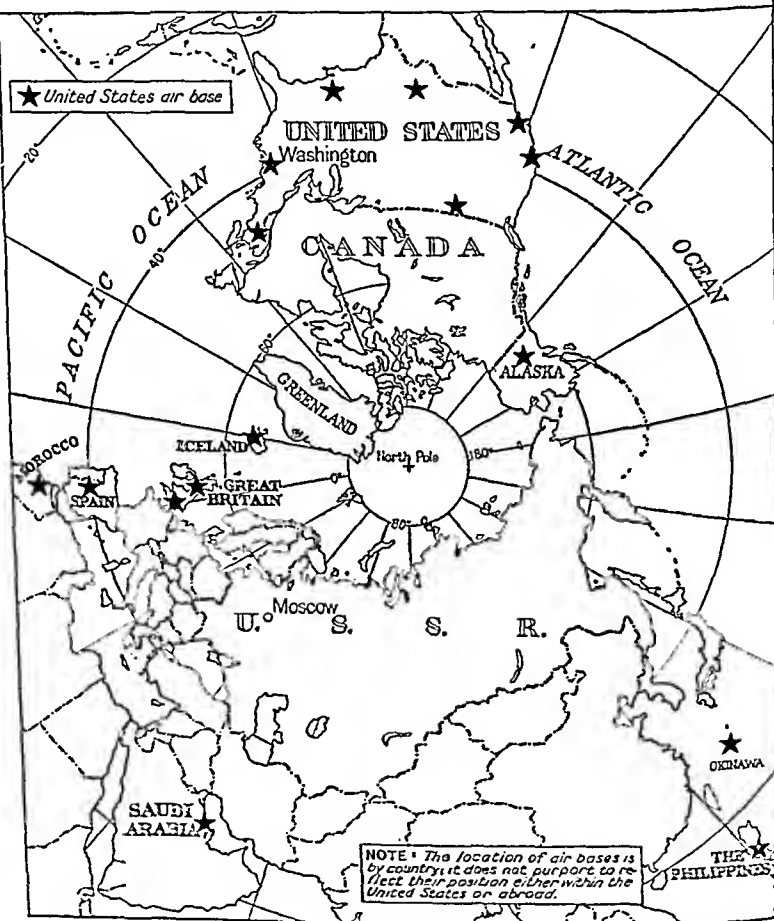 ★ United States air base
UNITED STATES
Washington
ATLANTIC
OCEAN
PACIFIC
OCEAN
20°
40°
60°
CANADA
ALASKA
GREENLAND
ICELAND
North Pole
180°
0°
80°
MOROCCO
SPAIN
GREAT
BRITAIN
Moscow
U. S. S. R.
OKINAWA
SAUDI
ARABIA
THE
PHILIPPINES
NOTE: The location of air bases is
by country; it does not purport to re-
flect their position either within the
United States or abroad.